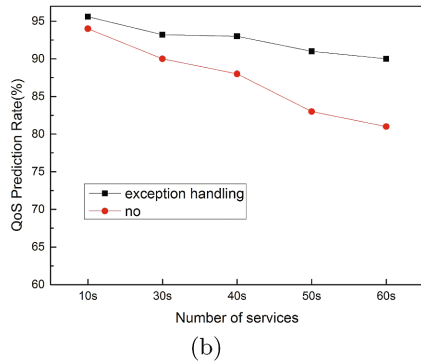 95
90
85
80
75
70
65
60
QoS Prediction Rate(%)
exception handling
no
10s 30s 40s 50s 60s
Number of services
(b)